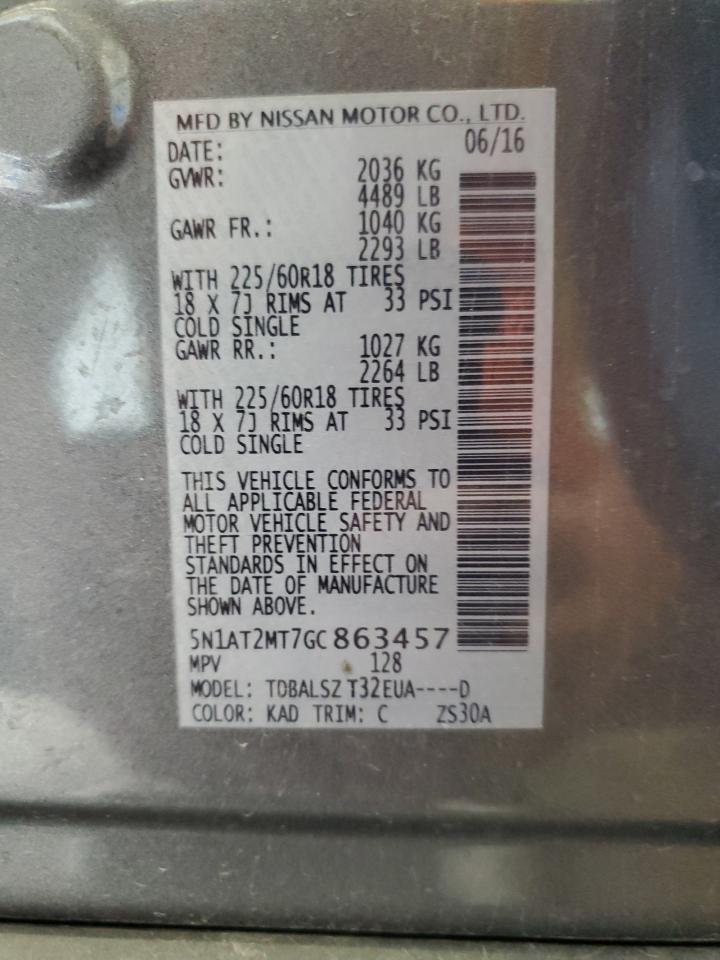 MFD BY NISSAN MOTOR CO., LTD.
DATE: 06/16
GVWR: 2036 KG
4489 LB
GAWR FR.: 1040 KG
2293 LB
WITH 225/60R18 TIRES
18 X 7J RIMS AT 33 PSI
COLD SINGLE
GAWR RR.: 1027 KG
2264 LB
WITH 225/60R18 TIRES
18 X 7J RIMS AT 33 PSI
COLD SINGLE
THIS VEHICLE CONFORMS TO
ALL APPLICABLE FEDERAL
MOTOR VEHICLE SAFETY AND
THEFT PREVENTION
STANDARDS IN EFFECT ON
THE DATE OF MANUFACTURE
SHOWN ABOVE.
5N1AT2MT7GC 863457
MPV 128
MODEL: TDBALSZ T32EUA----D
COLOR: KAD TRIM: C ZS30A